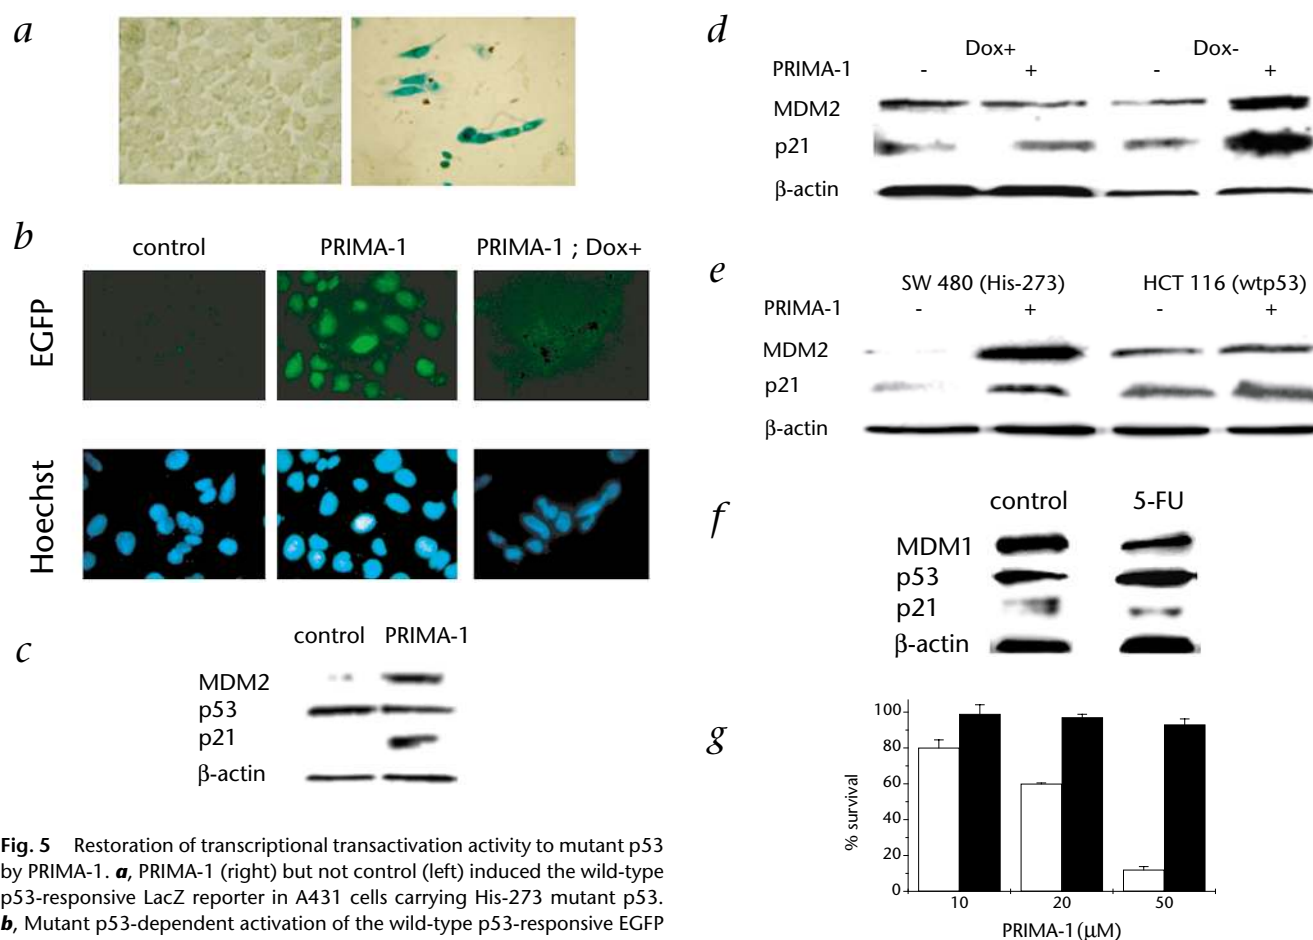 a
b
control PRIMA-1 PRIMA-1 ; Dox+
EGFP
Hoechst
c
control PRIMA-1
MDM2
p53
p21
β-actin
Fig. 5 Restoration of transcriptional transactivation activity to mutant p53
by PRIMA-1. a, PRIMA-1 (right) but not control (left) induced the wild-type
p53-responsive LacZ reporter in A431 cells carrying His-273 mutant p53.
b, Mutant p53-dependent activation of the wild-type p53-responsive EGFP
d
Dox+ Dox-
PRIMA-1 - + - +
MDM2
p21
β-actin
e
SW 480 (His-273) HCT 116 (wtp53)
PRIMA-1 - + - +
MDM2
p21
β-actin
f
control 5-FU
MDM1
p53
p21
β-actin
g
100
80
60
40
20
0
% survival
10 20 50
PRIMA-1 (μM)